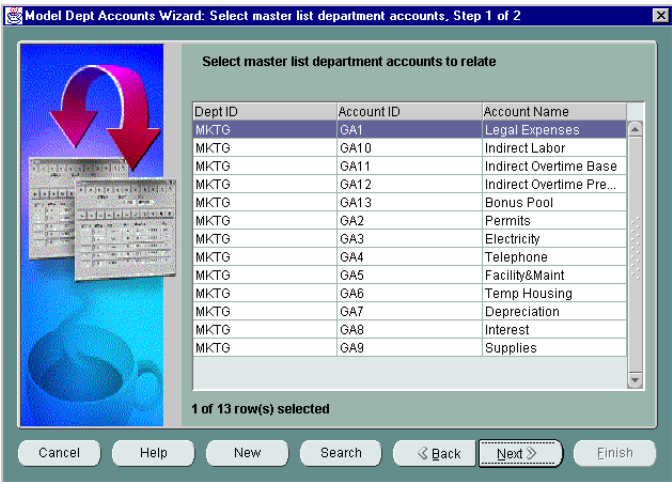 Model Dept Accounts Wizard: Select master list department accounts, Step 1 of 2
Select master list department accounts to relate
Dept ID Account ID Account Name
MKTG GA1 Legal Expenses
MKTG GA10 Indirect Labor
MKTG GA11 Indirect Overtime Base
MKTG GA12 Indirect Overtime Pre...
MKTG GA13 Bonus Pool
MKTG GA2 Permits
MKTG GA3 Electricity
MKTG GA4 Telephone
MKTG GA5 Facility&Maint
MKTG GA6 Temp Housing
MKTG GA7 Depreciation
MKTG GA8 Interest
MKTG GA9 Supplies
1 of 13 row(s) selected
Cancel Help New Search Back Next Finish